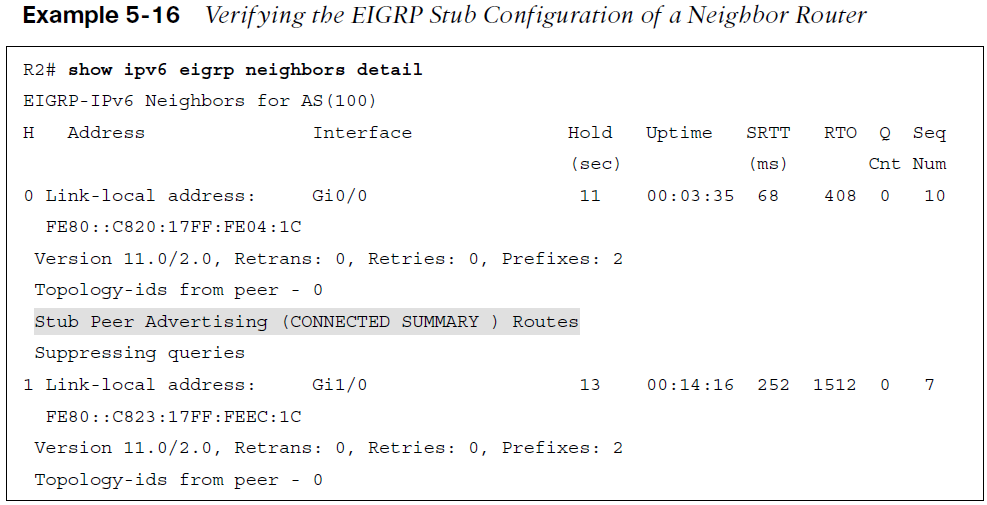 Example 5-16 Verifying the EIGRP Stub Configuration of a Neighbor Router
R2# show ipv6 eigrp neighbors detail
EIGRP-IPv6 Neighbors for AS(100)
H Address Interface Hold Uptime SRTT RTO Q Seq
(sec) (ms) Cnt Num
0 Link-local address: Gi0/0 11 00:03:35 68 408 0 10
FE80::C820:17FF:FE04:1C
Version 11.0/2.0, Retrans: 0, Retries: 0, Prefixes: 2
Topology-ids from peer - 0
Stub Peer Advertising (CONNECTED SUMMARY ) Routes
Suppressing queries
1 Link-local address: Gi1/0 13 00:14:16 252 1512 0 7
FE80::C823:17FF:FEEC:1C
Version 11.0/2.0, Retrans: 0, Retries: 0, Prefixes: 2
Topology-ids from peer - 0